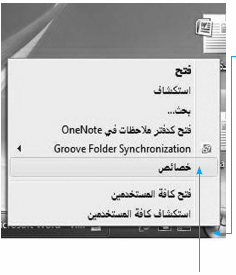 فتح
استكشاف
بحث...
فتح كدفتر ملاحظات في OneNote
Groove Folder Synchronization
خصائص
فتح كافة المستخدمين
استكشاف كافة المستخدمين